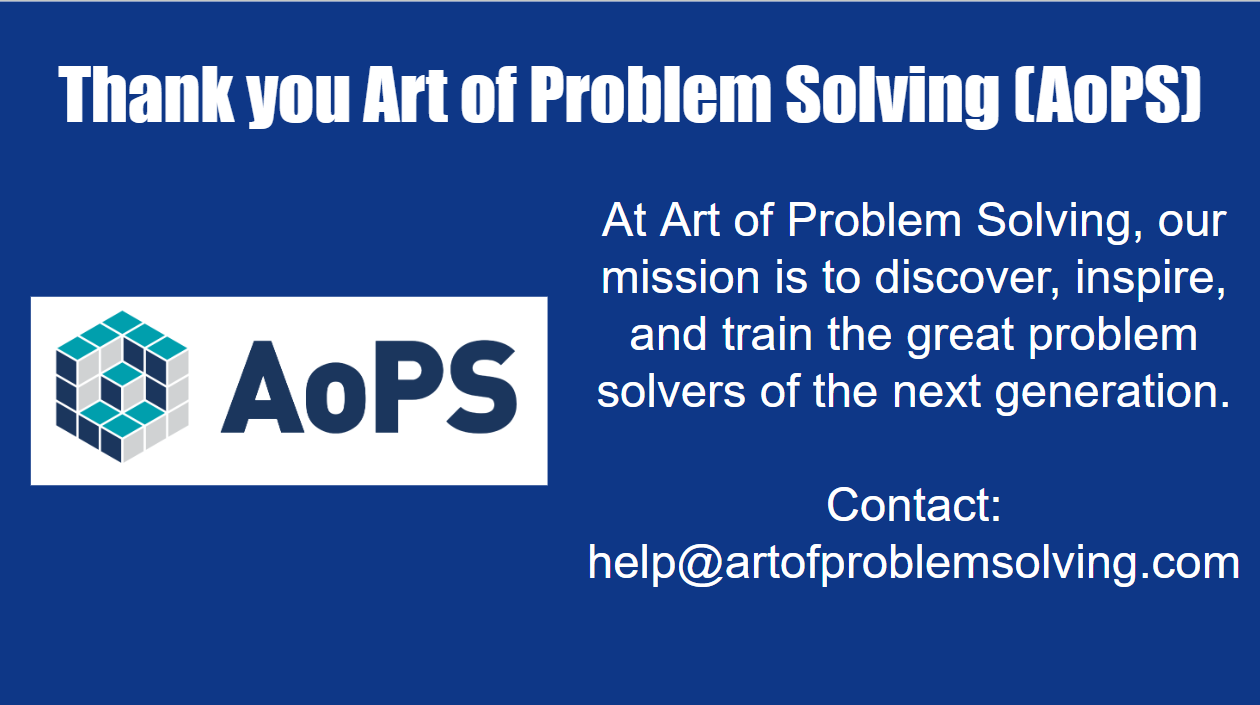 Thank you Art of Problem Solving (AoPS)
AoPS
At Art of Problem Solving, our
mission is to discover, inspire,
and train the great problem
solvers of the next generation.
Contact:
help@artofproblemsolving.com